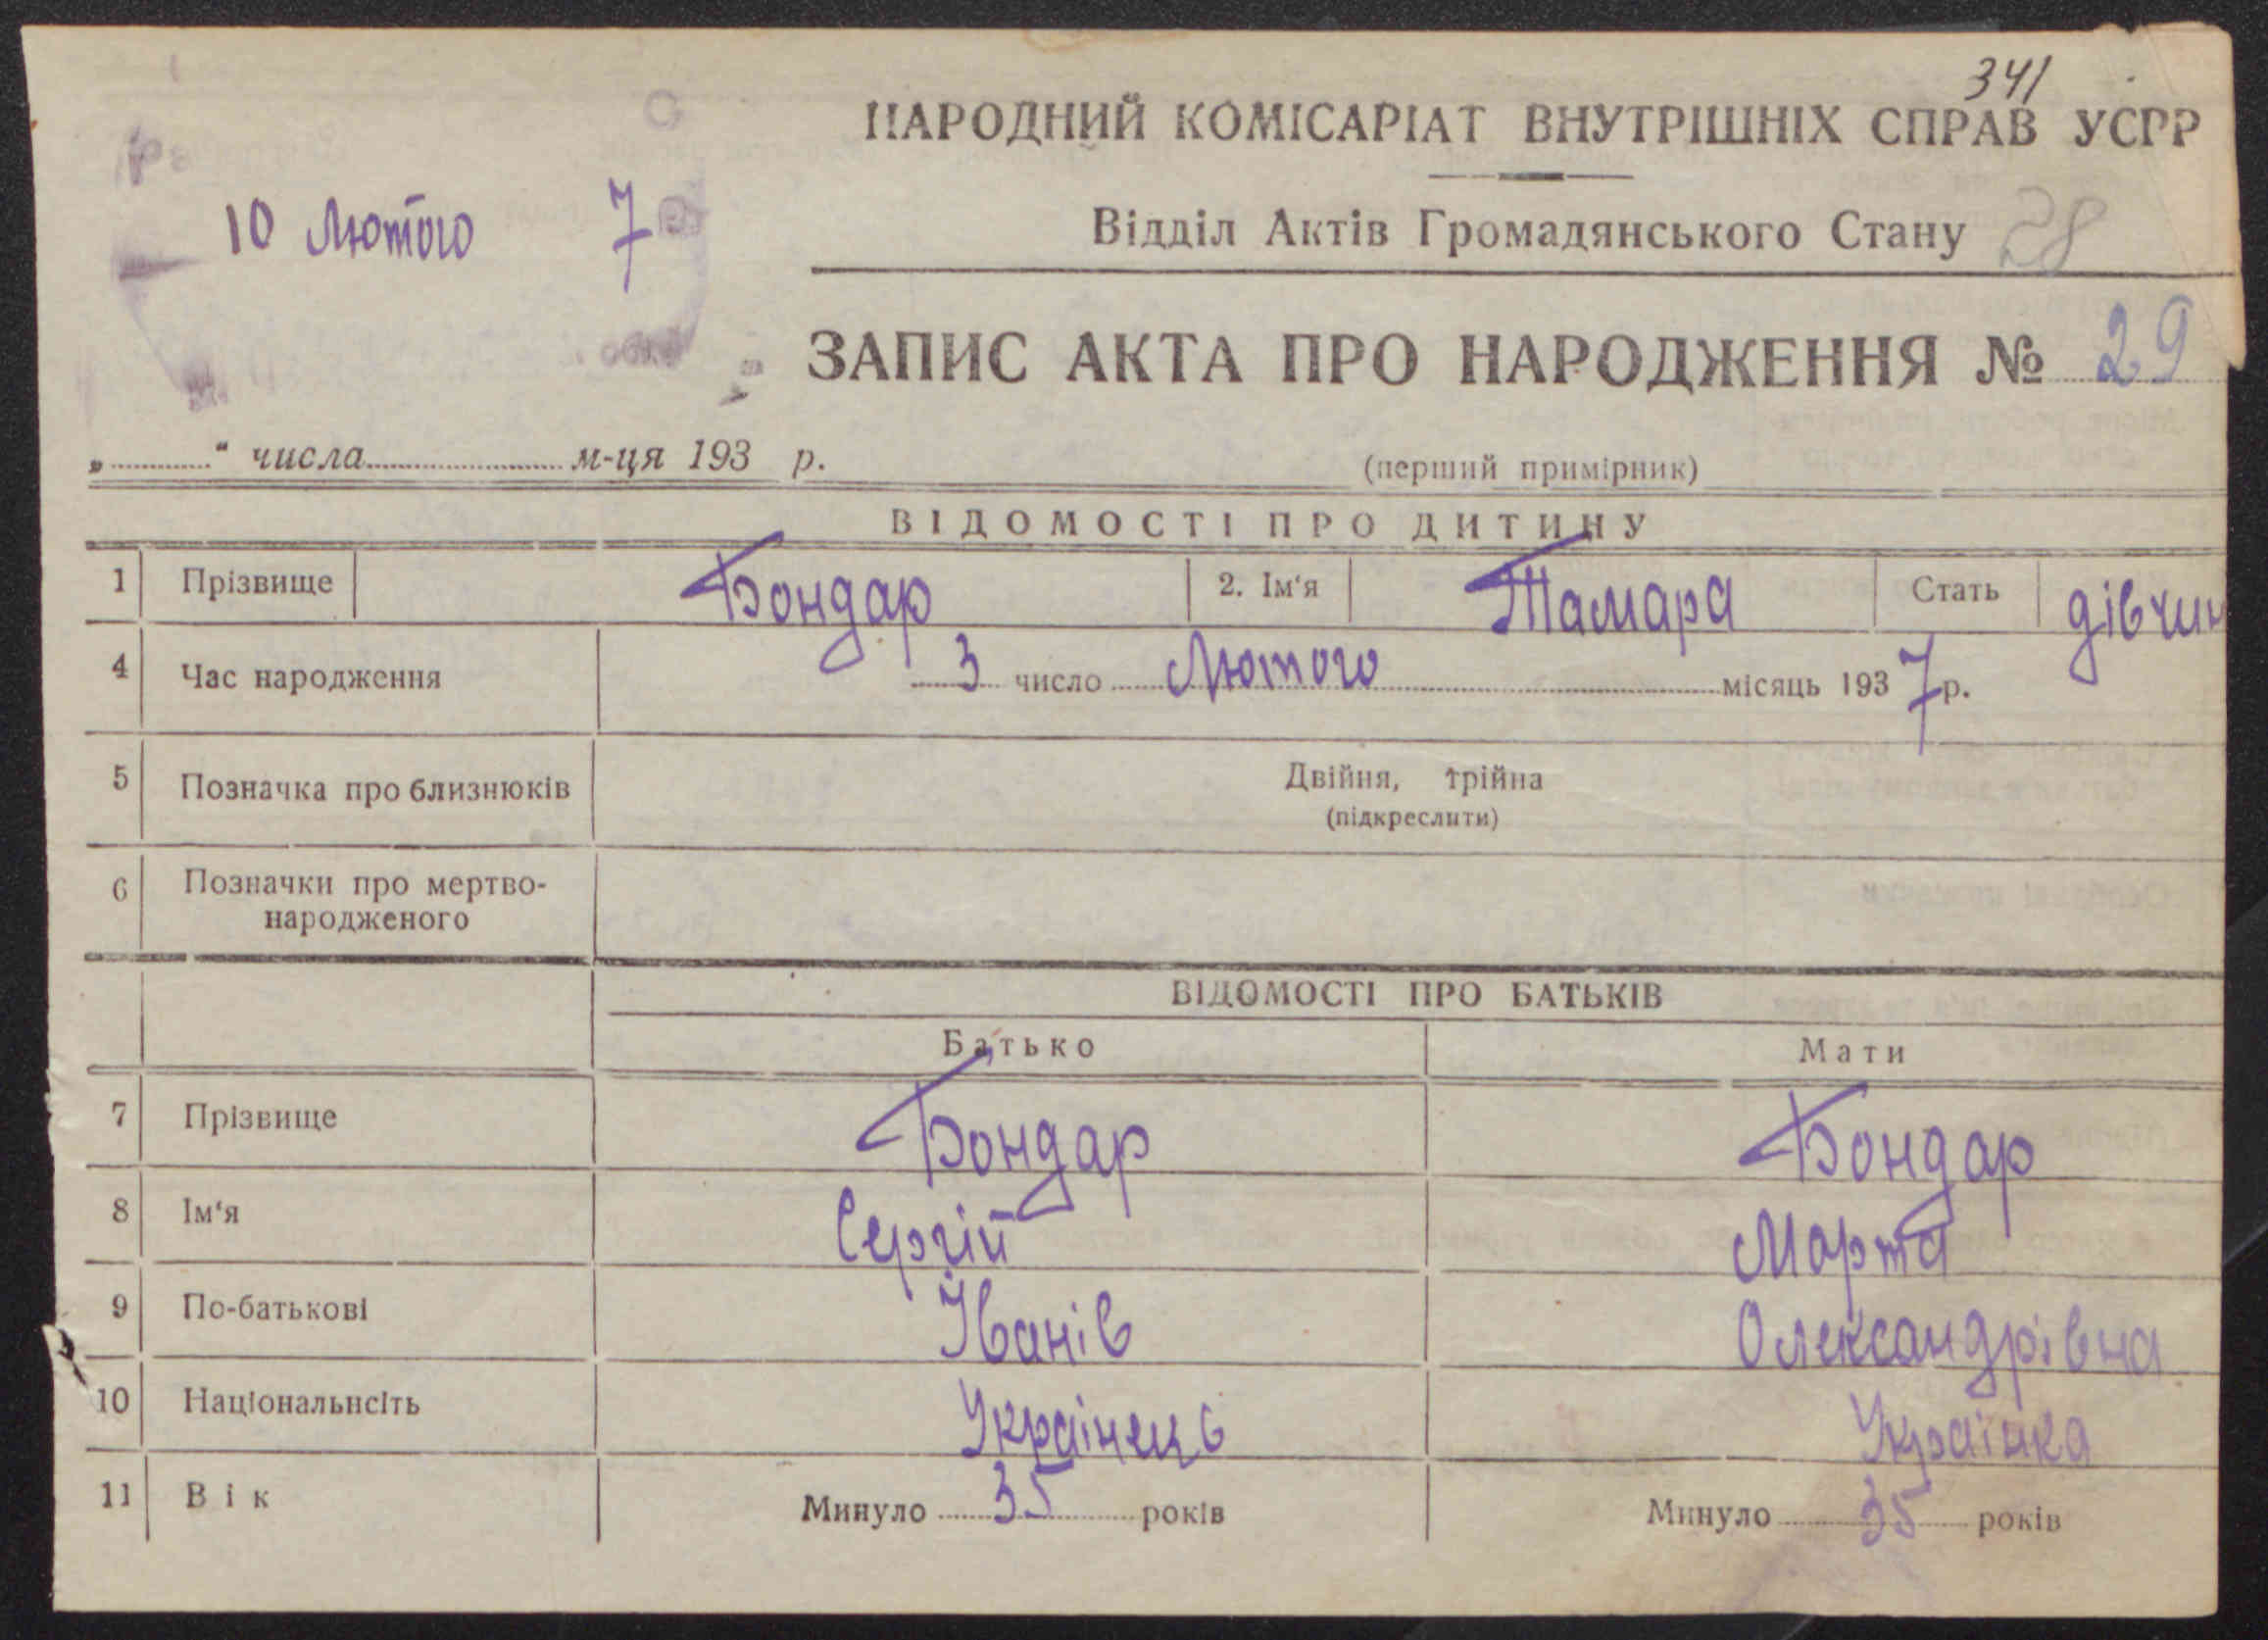 341
НАРОДНИЙ КОМІСАРІАТ ВНУТРІШНІХ СПРАВ УСРР
10 Лютого 7
Відділ Актів Громадянського Стану 28
ЗАПИС АКТА ПРО НАРОДЖЕННЯ № 29
„ “ числа м-ця 193 р.
(перший примірник)
ВІДОМОСТІ ПРО ДИТИНУ
1 Прізвище Бондар 2. Ім‘я Тамара Стать дівчин
4 Час народження 3 число Лютого місяць 1937 р.
5 Позначка про близнюків Двійня, трійна
(підкреслити)
6 Позначки про мертво-
народженого
ВІДОМОСТІ ПРО БАТЬКІВ
Батько Мати
7 Прізвище Бондар Бондар
8 Ім‘я Сергій Марта
9 По-батькові Іванів Олександрівна
10 Національнсіть Українець Українка
11 Вік Минуло 35 років Минуло 35 років